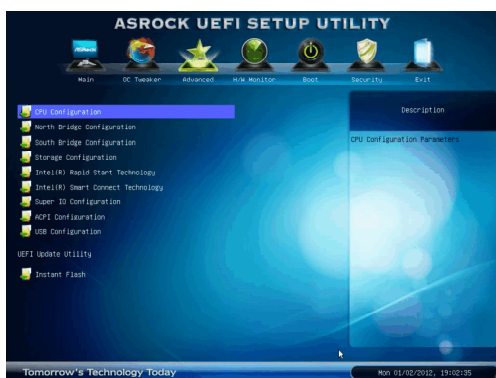 ASROCK UEFI SETUP UTILITY
ASRock
Main
OC Tweaker
Advanced
H/W Monitor
Boot
Security
Exit
CPU Configuration
North Bridge Configuration
South Bridge Configuration
Storage Configuration
Intel(R) Rapid Start Technology
Intel(R) Smart Connect Technology
Super IO Configuration
ACPI Configuration
USB Configuration
UEFI Update Utility
Instant Flash
Description
CPU Configuration Parameters
Tomorrow's Technology Today
Mon 01/02/2012, 19:02:35